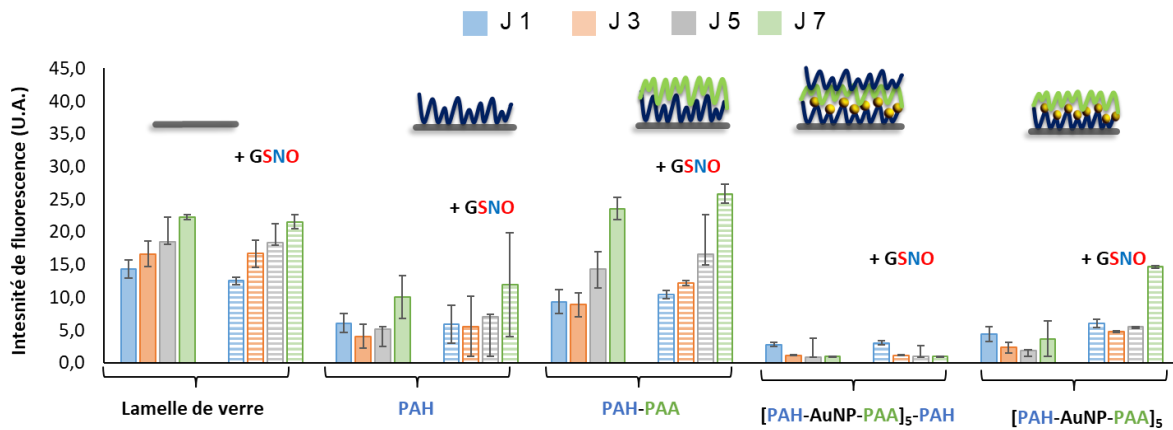 J 1 J 3 J 5 J 7
Intesnité de fluorescence (U.A.)
45,0
40,0
35,0
30,0
25,0
20,0
15,0
10,0
5,0
0,0
+ GSNO
+ GSNO
+ GSNO
+ GSNO
+ GSNO
Lamelle de verre
PAH
PAH-PAA
[PAH-AuNP-PAA]5-PAH
[PAH-AuNP-PAA]5